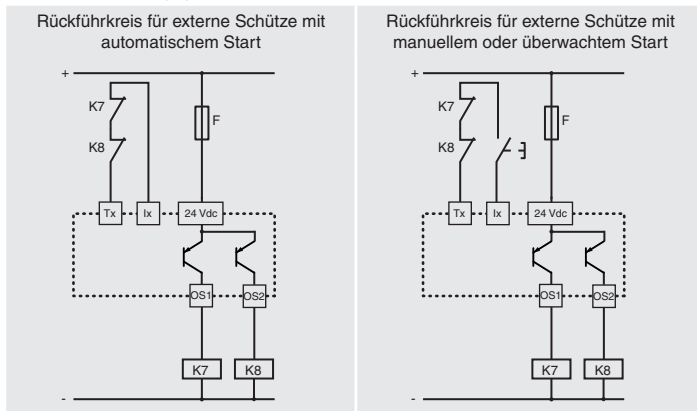 Rückführkreis für externe Schütze mit
automatischem Start
+
K7
F
K8
Tx
Ix
24 Vdc
OS1
OS2
K7
K8
-
Rückführkreis für externe Schütze mit
manuellem oder überwachtem Start
+
K7
F
K8
Tx
Ix
24 Vdc
OS1
OS2
K7
K8
-